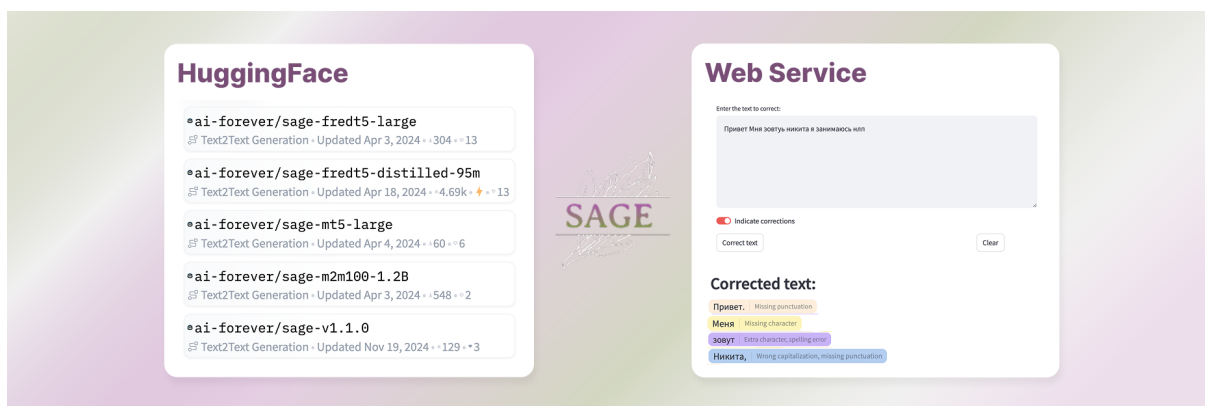 HuggingFace
ai-forever/sage-fredt5-large
Text2Text Generation • Updated Apr 3, 2024 • 304 • 13
ai-forever/sage-fredt5-distilled-95m
Text2Text Generation • Updated Apr 18, 2024 • 4.69k • 13
ai-forever/sage-mt5-large
Text2Text Generation • Updated Apr 4, 2024 • 60 • 6
ai-forever/sage-m2m100-1.2B
Text2Text Generation • Updated Apr 3, 2024 • 548 • 2
ai-forever/sage-v1.1.0
Text2Text Generation • Updated Nov 19, 2024 • 129 • 3
SAGE
Web Service
Enter the text to correct:
Привет Мня зовтуь никита я занимаюсь нлп
Indicate corrections
Correct text
Clear
Corrected text:
Привет. Missing punctuation
Меня Missing character
зовут Extra character, spelling error
Никита, Wrong capitalization, missing punctuation